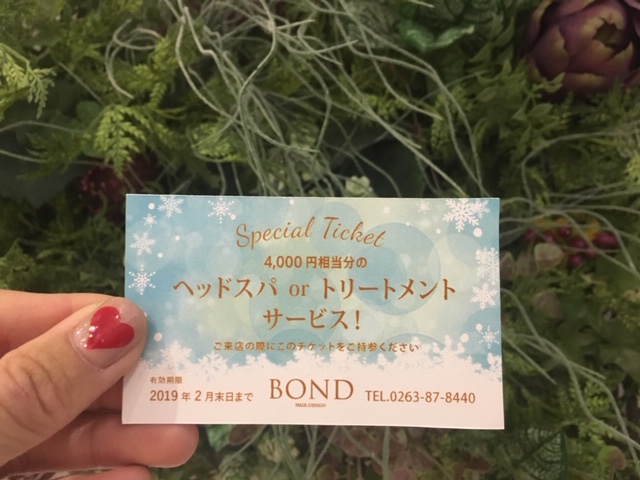 Special Ticket
4,000円相当分の
ヘッドスパ or トリートメント
サービス！
ご来店の際にこのチケットをご持参ください
有効期限
2019年2月末日まで
BOND
HAIR.DESIGN
TEL.0263-87-8440